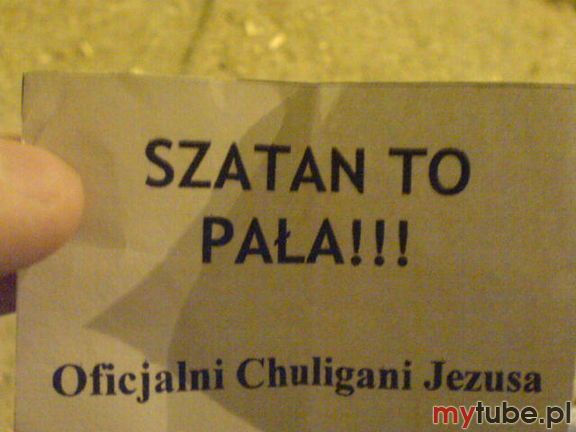 SZATAN TO
PAŁA!!!
Oficjalni Chuligani Jezusa
mytube.pl